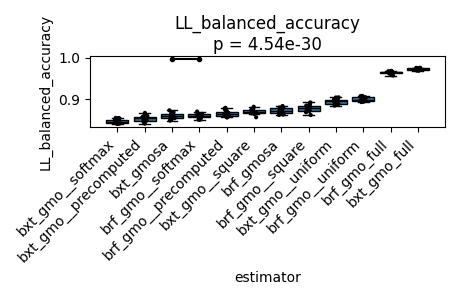 LL_balanced_accuracy
p = 4.54e-30
LL_balanced_accuracy
1.0
0.9
bxt_gmo__softmax
bxt_gmo__precomputed
bxt_gmosa
brf_gmo__softmax
brf_gmo__precomputed
bxt_gmo__square
brf_gmosa
brf_gmo__square
bxt_gmo__uniform
brf_gmo__uniform
brf_gmo_full
bxt_gmo_full
estimator